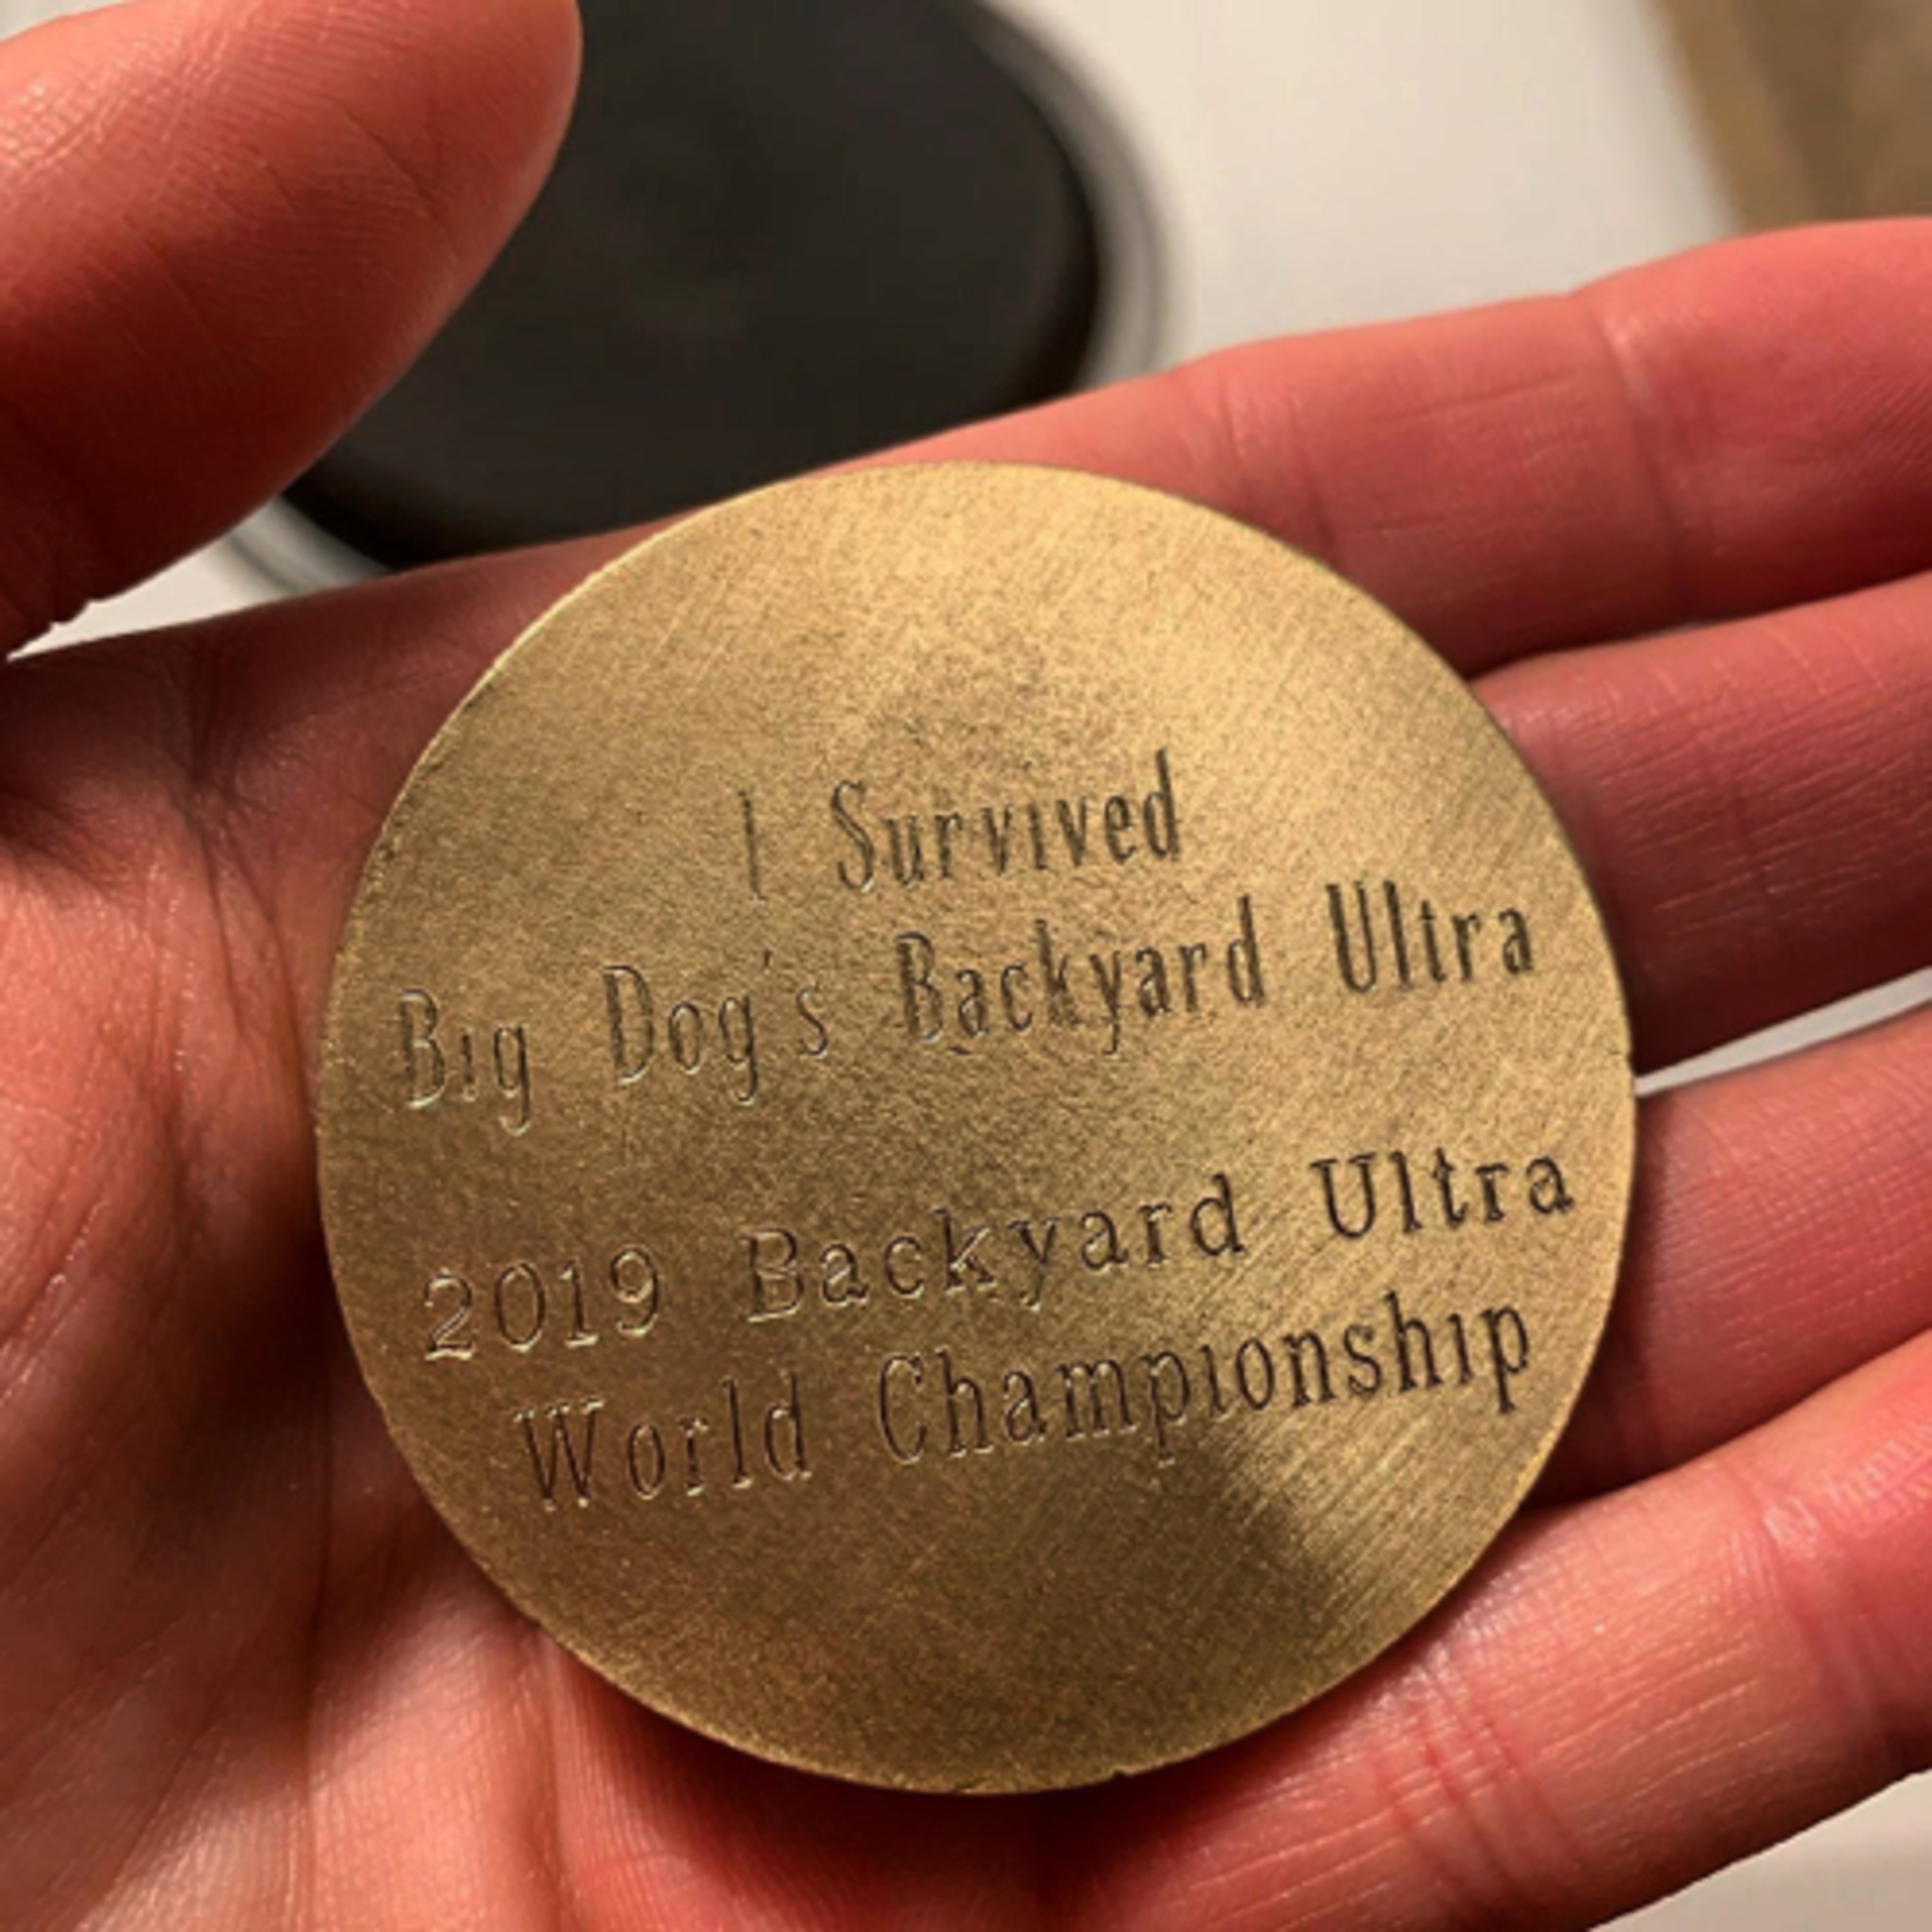 I Survived
Big Dog's Backyard Ultra
2019 Backyard Ultra
World Championship